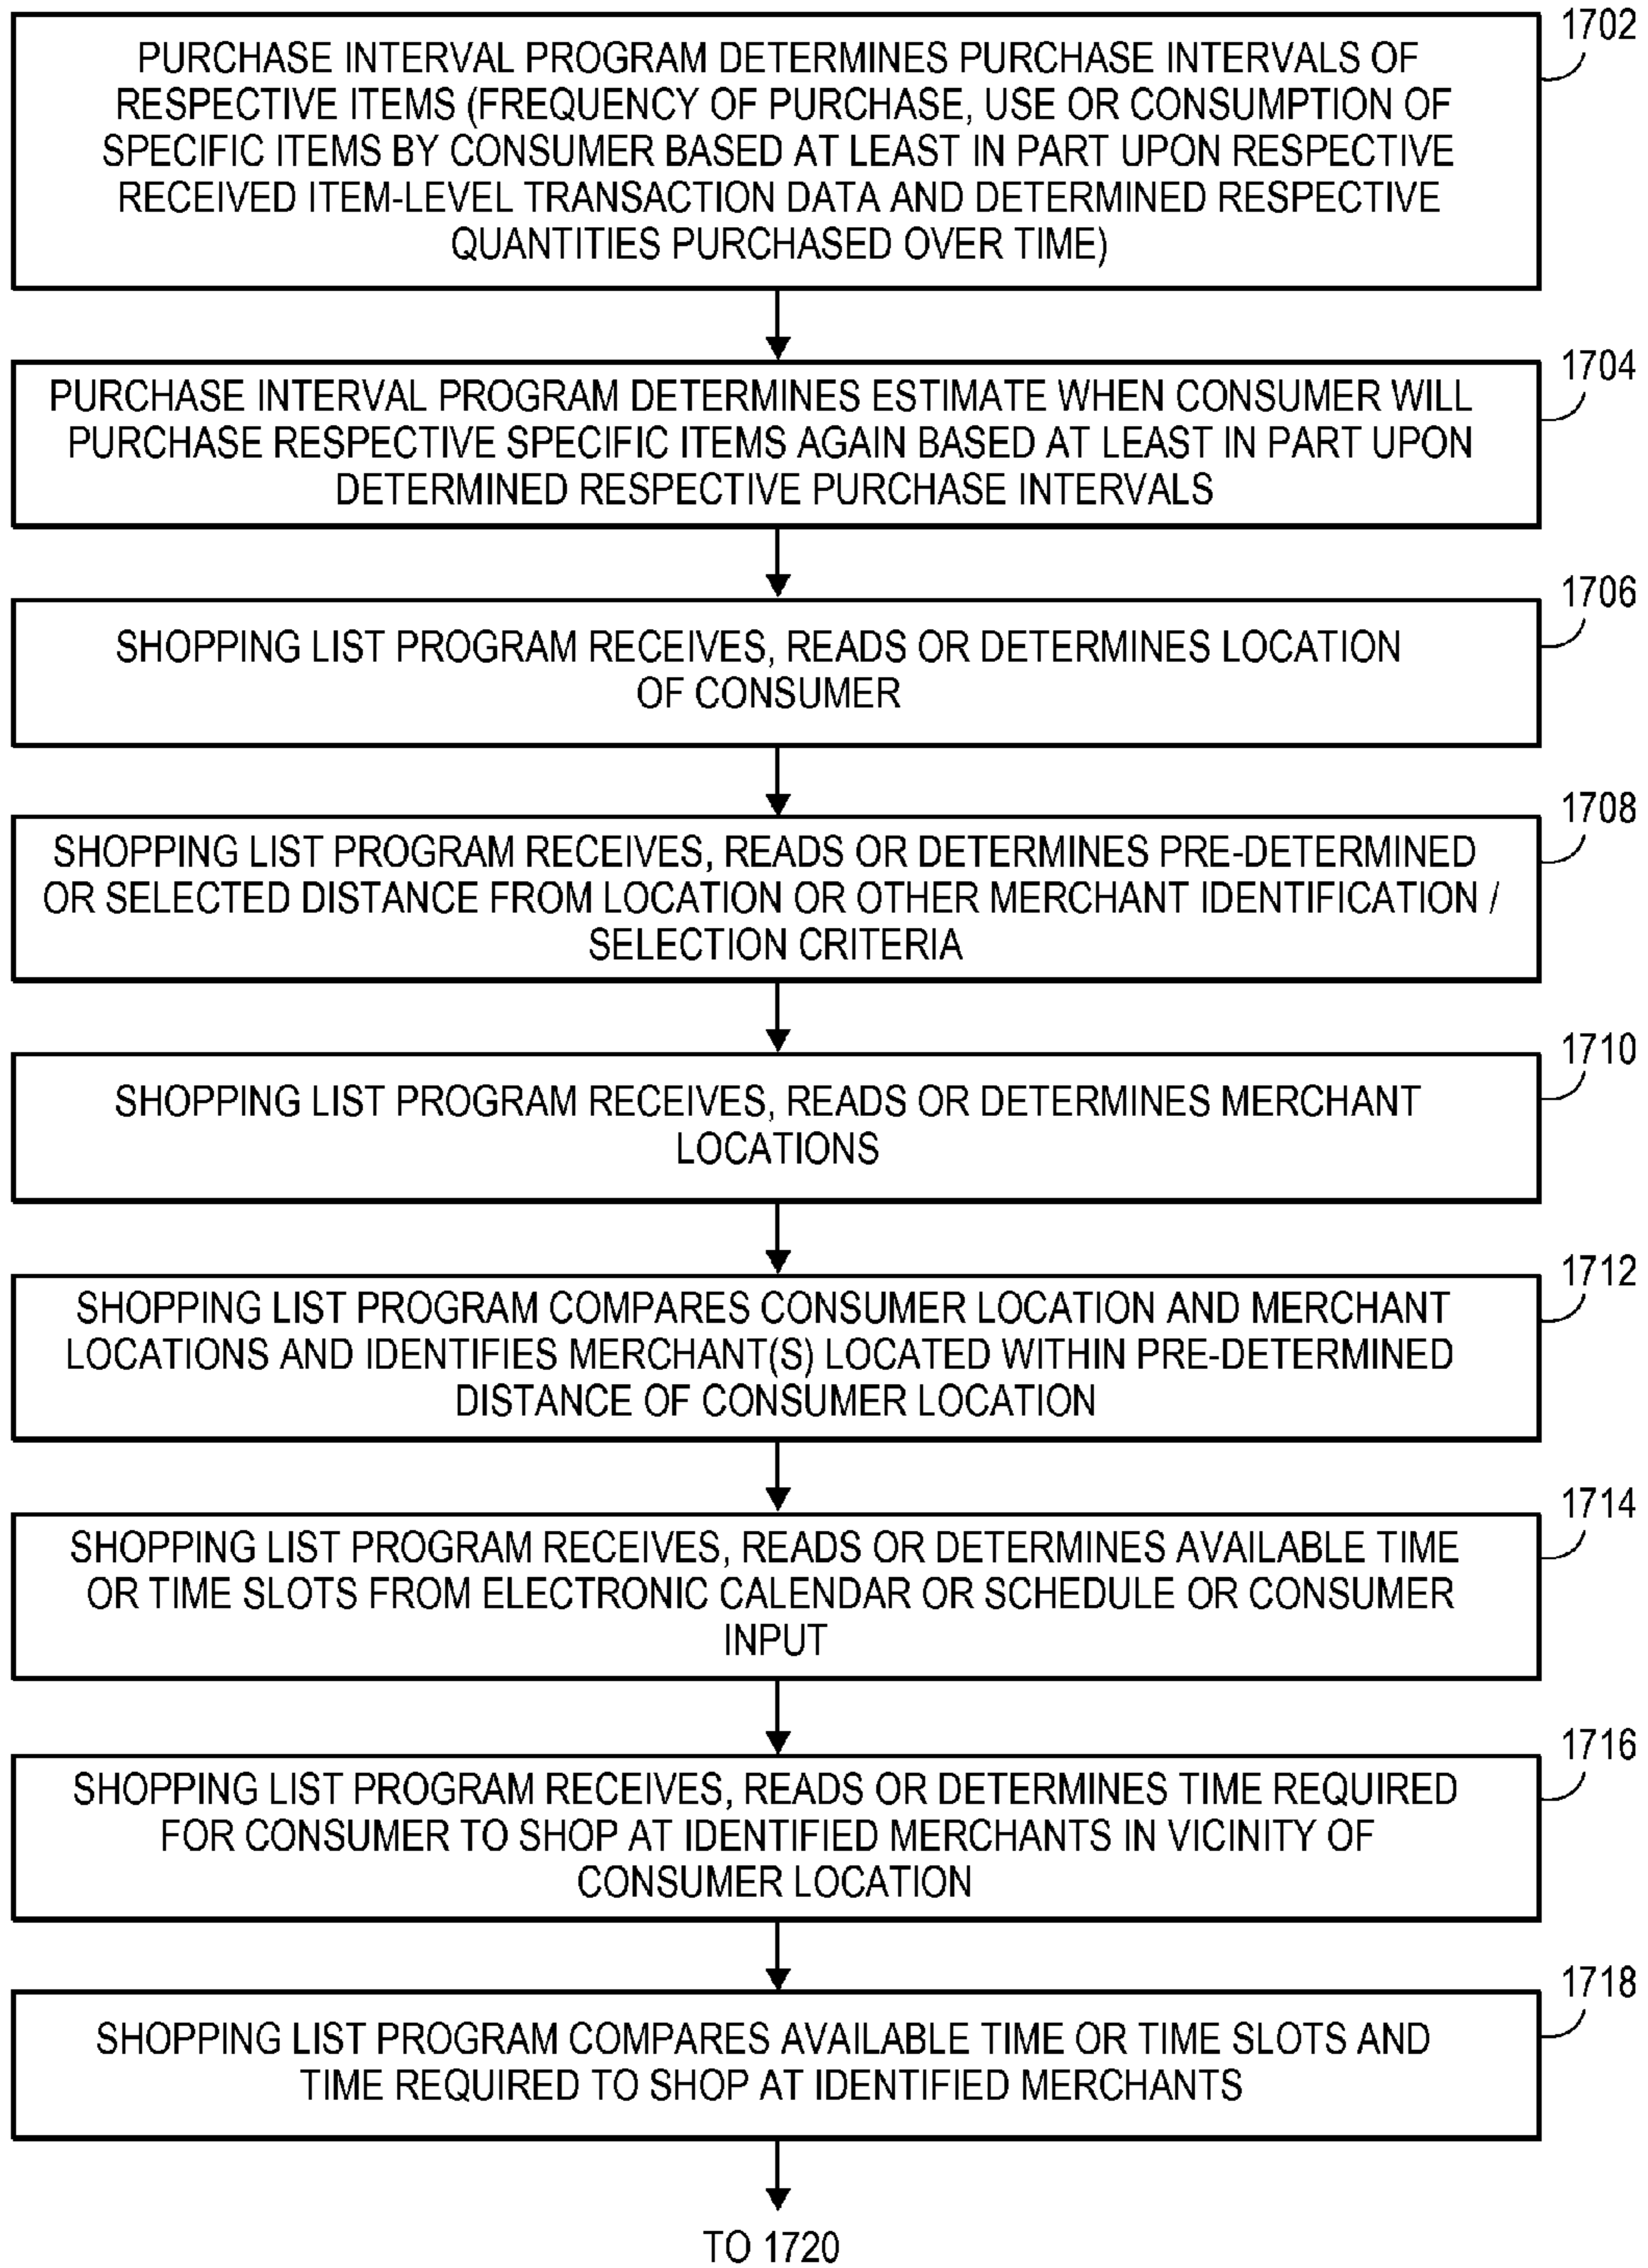 1702
PURCHASE INTERVAL PROGRAM DETERMINES PURCHASE INTERVALS OF
RESPECTIVE ITEMS (FREQUENCY OF PURCHASE, USE OR CONSUMPTION OF
SPECIFIC ITEMS BY CONSUMER BASED AT LEAST IN PART UPON RESPECTIVE
RECEIVED ITEM-LEVEL TRANSACTION DATA AND DETERMINED RESPECTIVE
QUANTITIES PURCHASED OVER TIME)
1704
PURCHASE INTERVAL PROGRAM DETERMINES ESTIMATE WHEN CONSUMER WILL
PURCHASE RESPECTIVE SPECIFIC ITEMS AGAIN BASED AT LEAST IN PART UPON
DETERMINED RESPECTIVE PURCHASE INTERVALS
1706
SHOPPING LIST PROGRAM RECEIVES, READS OR DETERMINES LOCATION
OF CONSUMER
1708
SHOPPING LIST PROGRAM RECEIVES, READS OR DETERMINES PRE-DETERMINED
OR SELECTED DISTANCE FROM LOCATION OR OTHER MERCHANT IDENTIFICATION /
SELECTION CRITERIA
1710
SHOPPING LIST PROGRAM RECEIVES, READS OR DETERMINES MERCHANT
LOCATIONS
1712
SHOPPING LIST PROGRAM COMPARES CONSUMER LOCATION AND MERCHANT
LOCATIONS AND IDENTIFIES MERCHANT(S) LOCATED WITHIN PRE-DETERMINED
DISTANCE OF CONSUMER LOCATION
1714
SHOPPING LIST PROGRAM RECEIVES, READS OR DETERMINES AVAILABLE TIME
OR TIME SLOTS FROM ELECTRONIC CALENDAR OR SCHEDULE OR CONSUMER
INPUT
1716
SHOPPING LIST PROGRAM RECEIVES, READS OR DETERMINES TIME REQUIRED
FOR CONSUMER TO SHOP AT IDENTIFIED MERCHANTS IN VICINITY OF
CONSUMER LOCATION
1718
SHOPPING LIST PROGRAM COMPARES AVAILABLE TIME OR TIME SLOTS AND
TIME REQUIRED TO SHOP AT IDENTIFIED MERCHANTS
TO 1720